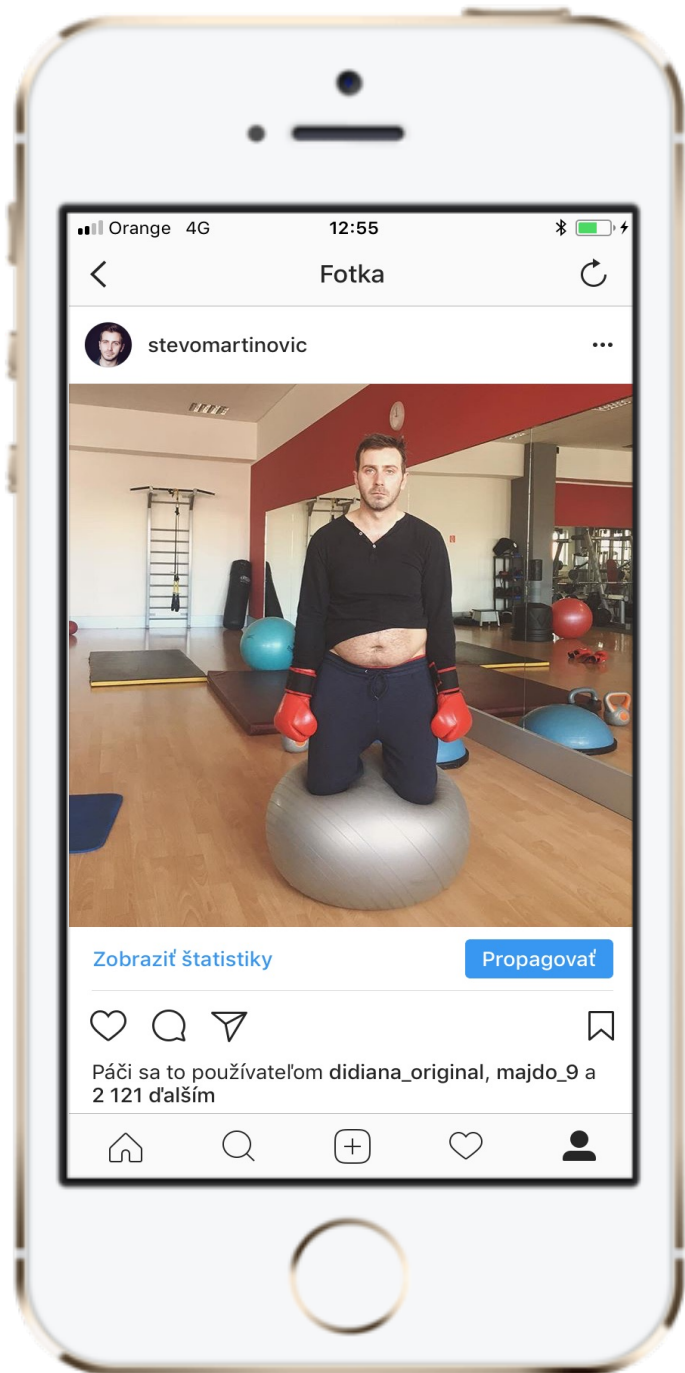 Orange 4G 12:55
Fotka
stevomartinovic
Zobraziť štatistiky Propagovať
Páči sa to používateľom didiana_original, majdo_9 a
2 121 ďalším